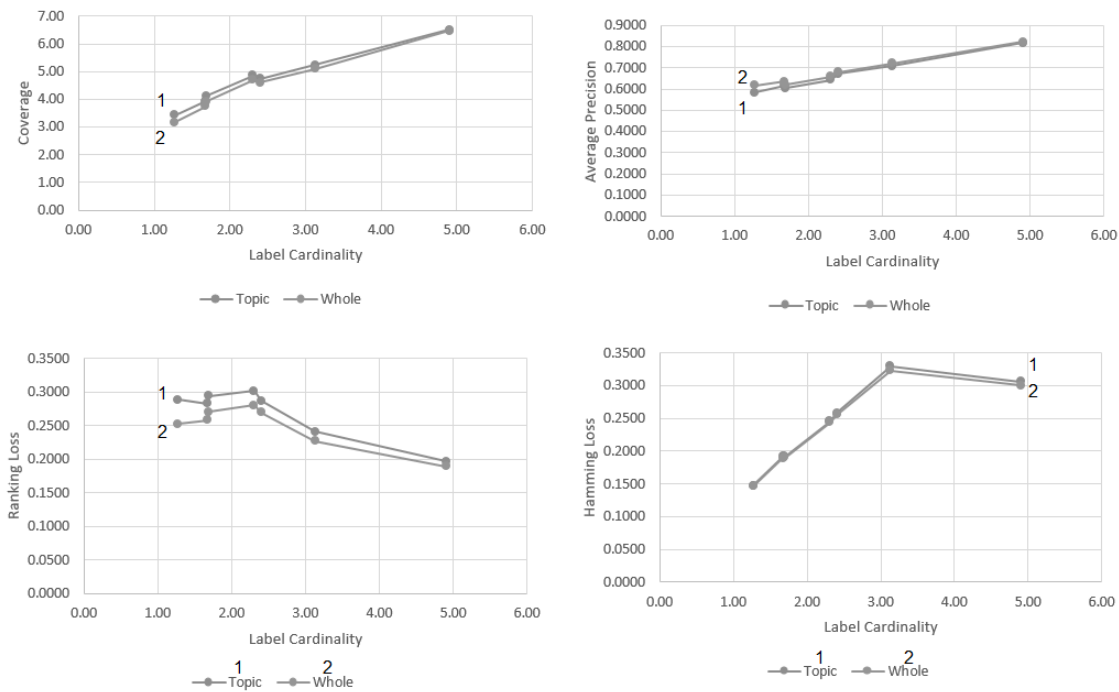 7.00
6.00
5.00
4.00
3.00
2.00
1.00
0.00
Coverage
1
2
0.00 1.00 2.00 3.00 4.00 5.00 6.00
Label Cardinality
Topic Whole
0.9000
0.8000
0.7000
0.6000
0.5000
0.4000
0.3000
0.2000
0.1000
0.0000
Average Precision
2
1
0.00 1.00 2.00 3.00 4.00 5.00 6.00
Label Cardinality
Topic Whole
0.3500
0.3000
0.2500
0.2000
0.1500
0.1000
0.0500
0.0000
Ranking Loss
1
2
0.00 1.00 2.00 3.00 4.00 5.00 6.00
Label Cardinality
1 2
Topic Whole
0.3500
0.3000
0.2500
0.2000
0.1500
0.1000
0.0500
0.0000
Hamming Loss
1
2
0.00 1.00 2.00 3.00 4.00 5.00 6.00
Label Cardinality
1 2
Topic Whole